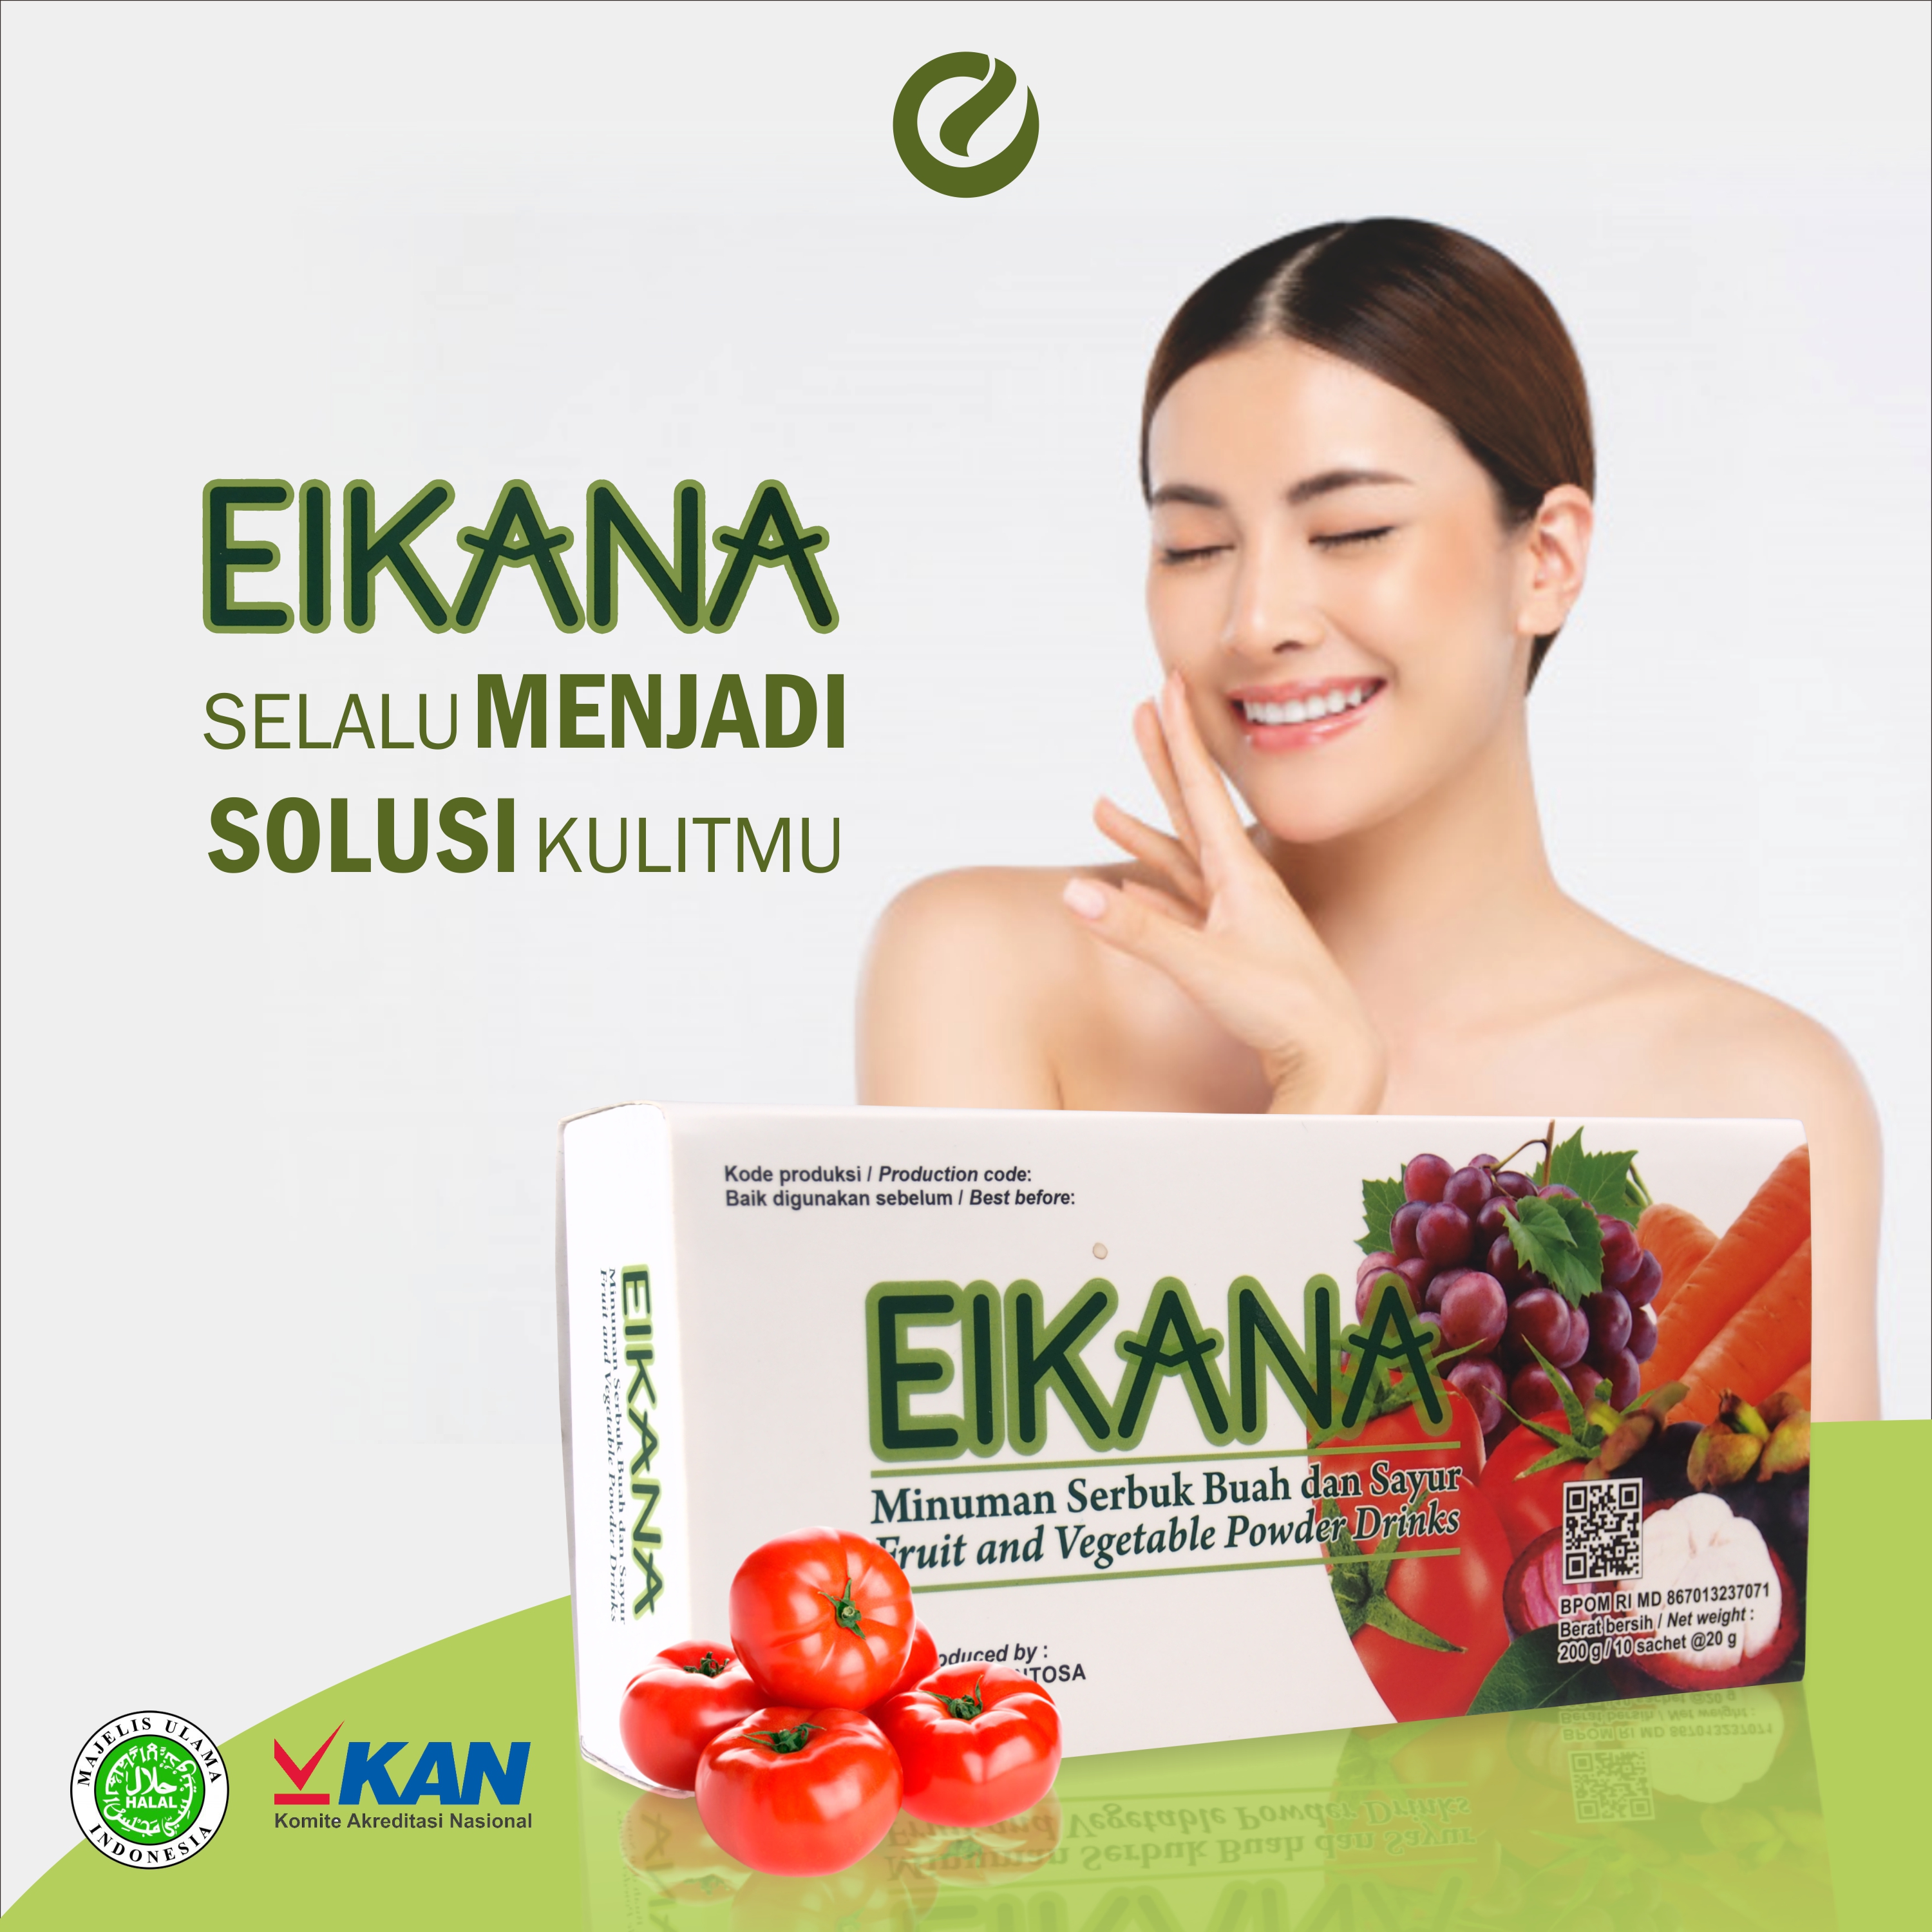 EIKANA
SELALU MENJADI
SOLUSI KULITMU
Kode produksi / Production code:
Baik digunakan sebelum / Best before:
EIKANA
Minuman Serbuk Buah dan Sayur
Fruit and Vegetable Powder Drinks
EIKANA
Minuman Serbuk Buah dan Sayur
Fruit and Vegetable Powder Drinks
BPOM RI MD 867013237071
Berat bersih / Net weight :
200 g / 10 sachet @20 g
by :
MAJELIS ULAMA
حلال
HALAL
INDONESIA
KAN
Komite Akreditasi Nasional